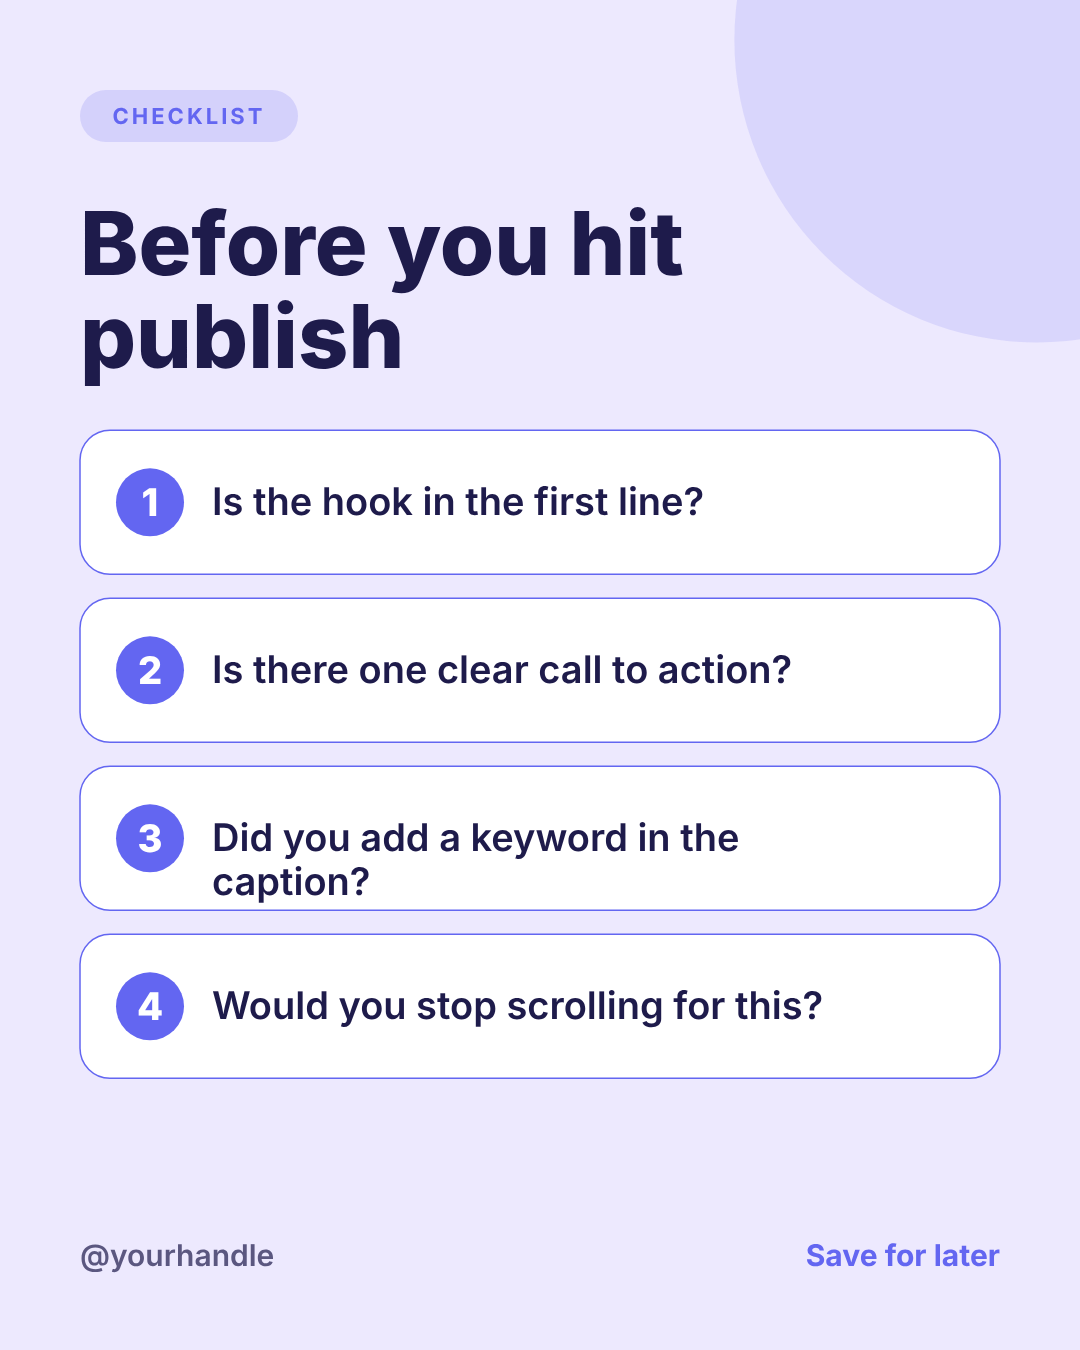 CHECKLIST
Before you hit
publish
1 Is the hook in the first line?
2 Is there one clear call to action?
3 Did you add a keyword in the
caption?
4 Would you stop scrolling for this?
@yourhandle
Save for later